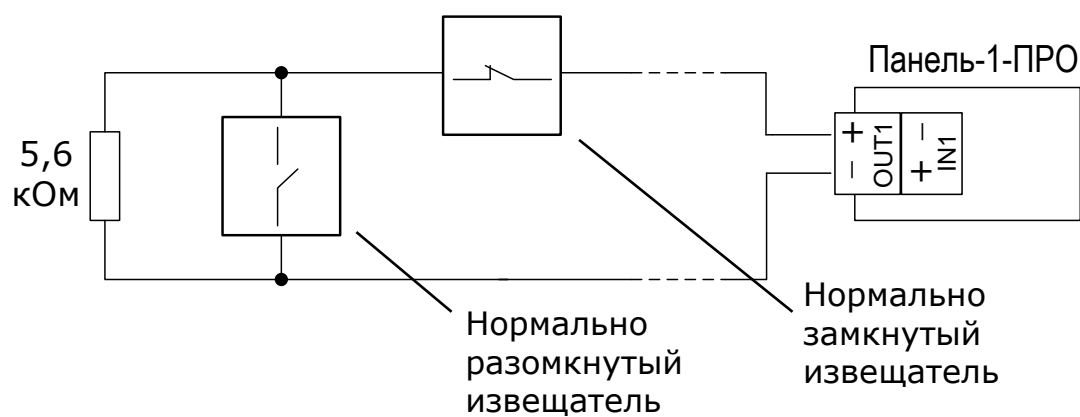 Панель-1-ПРО
5,6
кОм
+
−
OUT1
−
+
IN1
Нормально
разомкнутый
извещатель
Нормально
замкнутый
извещатель